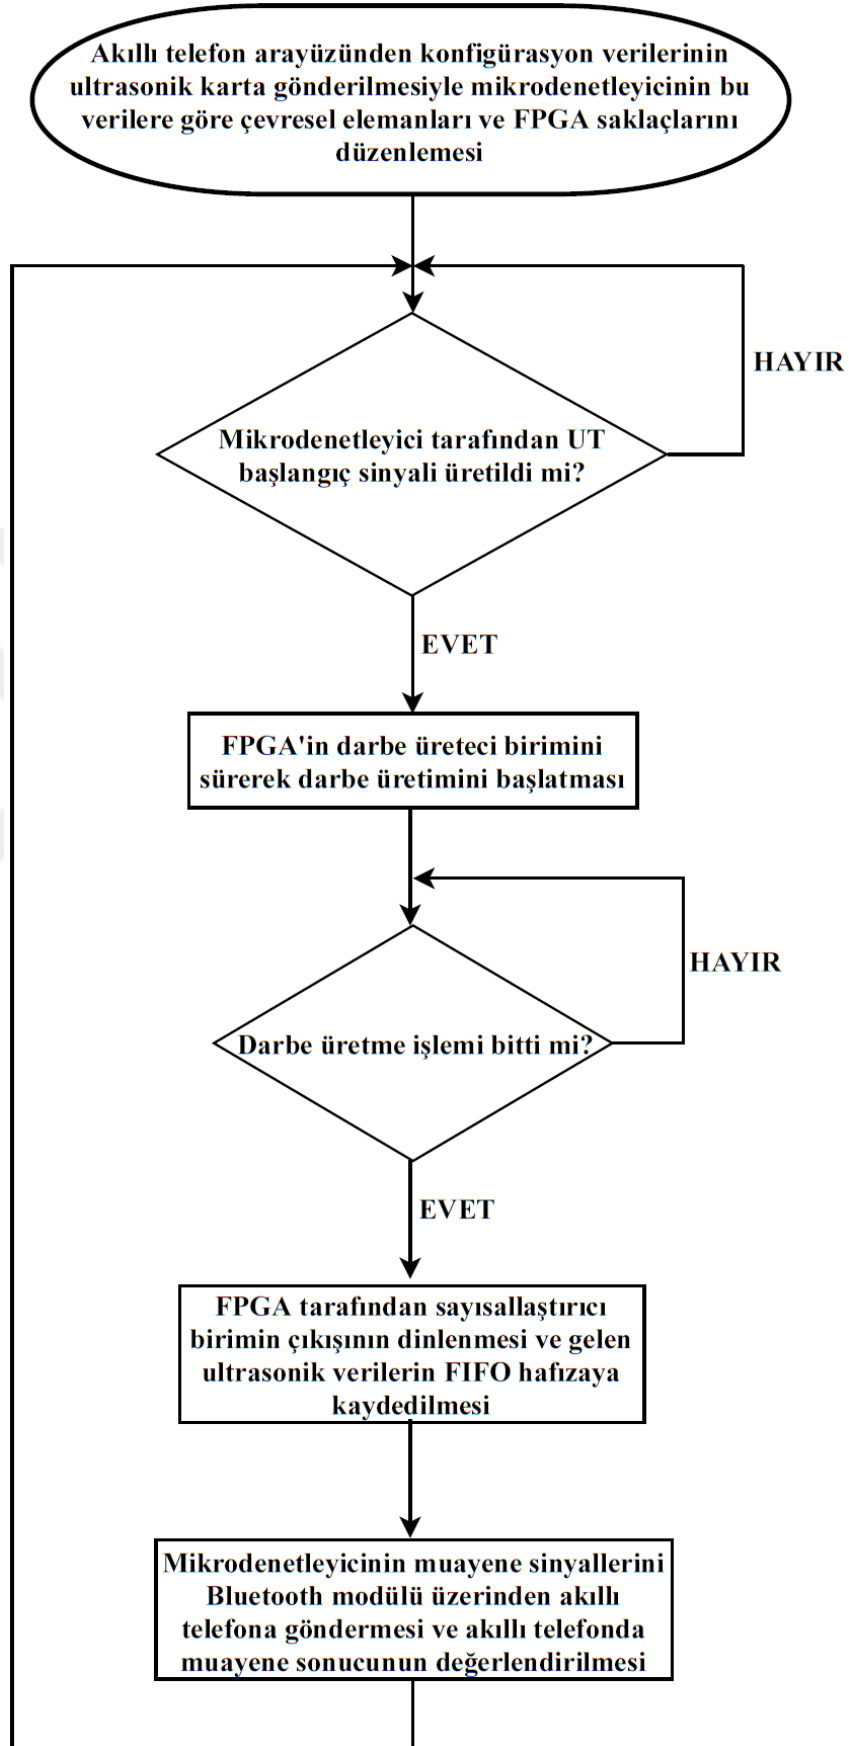 Akıllı telefon arayüzünden konfigürasyon verilerinin
ultrasonik karta gönderilmesiyle mikrodenetleyicinin bu
verilere göre çevresel elemanları ve FPGA saklaçlarını
düzenlemesi
HAYIR
Mikrodenetleyici tarafından UT
başlangıç sinyali üretildi mi?
EVET
FPGA'in darbe üreteci birimini
sürerek darbe üretimini başlatması
HAYIR
Darbe üretme işlemi bitti mi?
EVET
FPGA tarafından sayısallaştırıcı
birimin çıkışının dinlenmesi ve gelen
ultrasonik verilerin FIFO hafızaya
kaydedilmesi
Mikrodenetleyicinin muayene sinyallerini
Bluetooth modülü üzerinden akıllı
telefona göndermesi ve akıllı telefonda
muayene sonucunun değerlendirilmesi